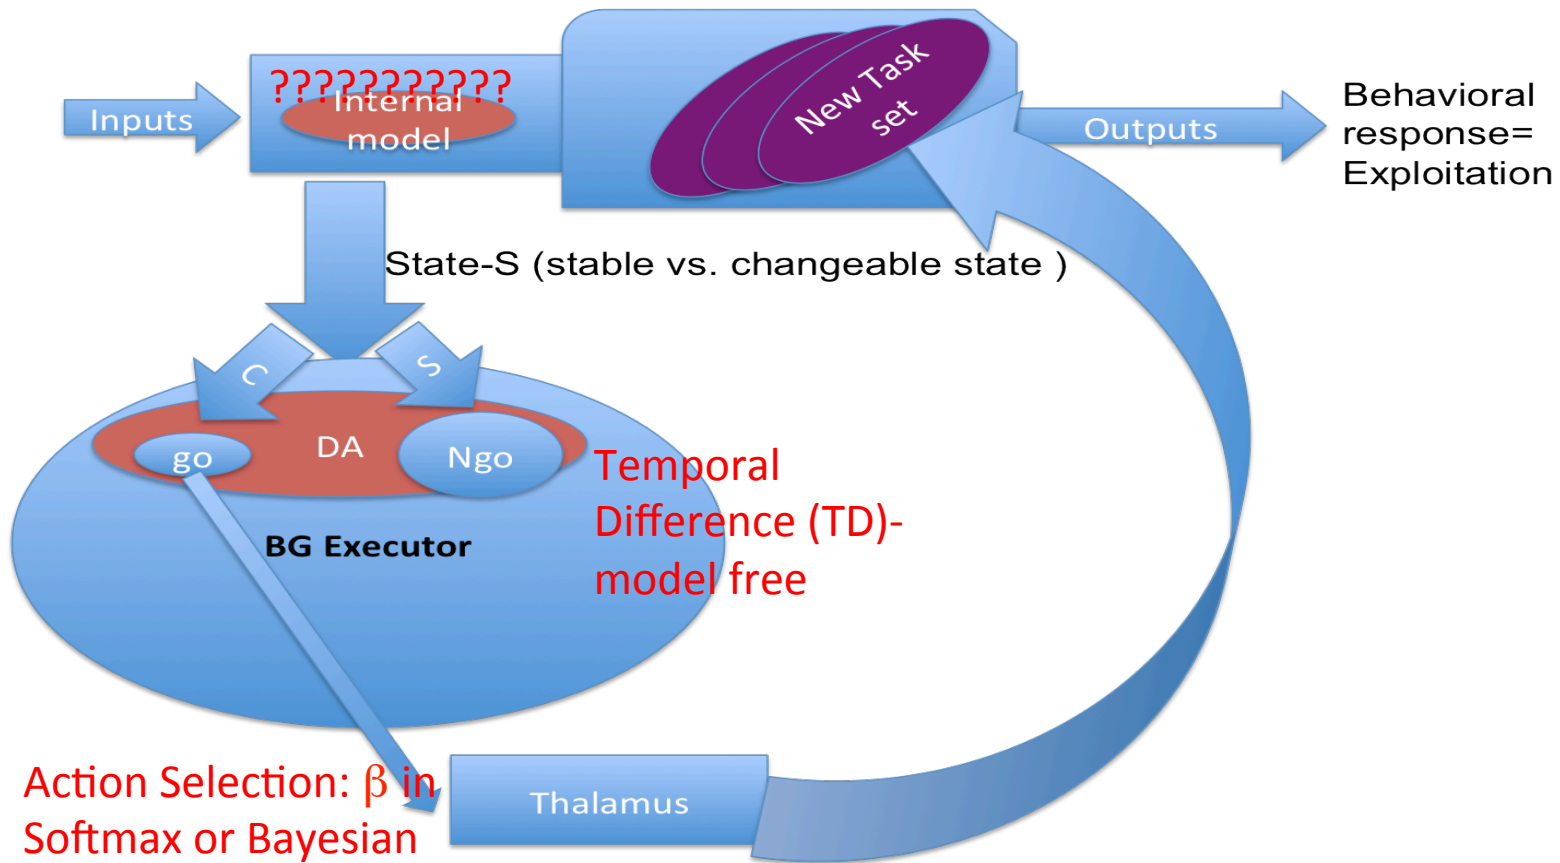 ???????????
Internal
model
Inputs
New Task
set
Outputs
Behavioral
response=
Exploitation
State-S (stable vs. changeable state )
C
S
go
DA
Ngo
BG Executor
Temporal
Difference (TD)-
model free
Action Selection: β in
Softmax or Bayesian
Thalamus